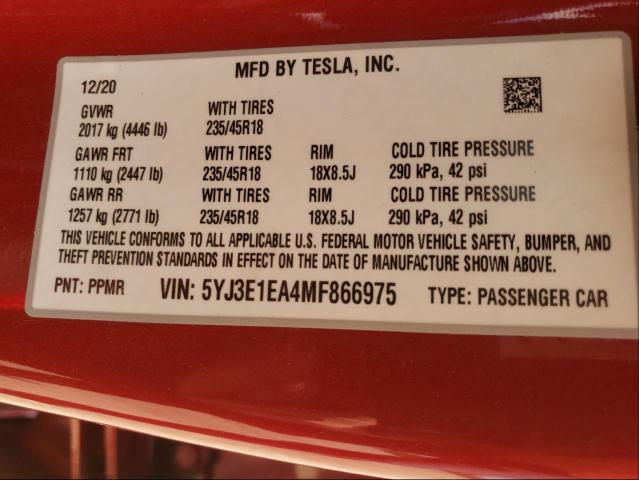 MFD BY TESLA, INC.
12/20
GVWR WITH TIRES
2017 kg (4446 lb) 235/45R18
GAWR FRT WITH TIRES RIM COLD TIRE PRESSURE
1110 kg (2447 lb) 235/45R18 18X8.5J 290 kPa, 42 psi
GAWR RR WITH TIRES RIM COLD TIRE PRESSURE
1257 kg (2771 lb) 235/45R18 18X8.5J 290 kPa, 42 psi
THIS VEHICLE CONFORMS TO ALL APPLICABLE U.S. FEDERAL MOTOR VEHICLE SAFETY, BUMPER, AND
THEFT PREVENTION STANDARDS IN EFFECT ON THE DATE OF MANUFACTURE SHOWN ABOVE.
PNT: PPMR VIN: 5YJ3E1EA4MF866975 TYPE: PASSENGER CAR